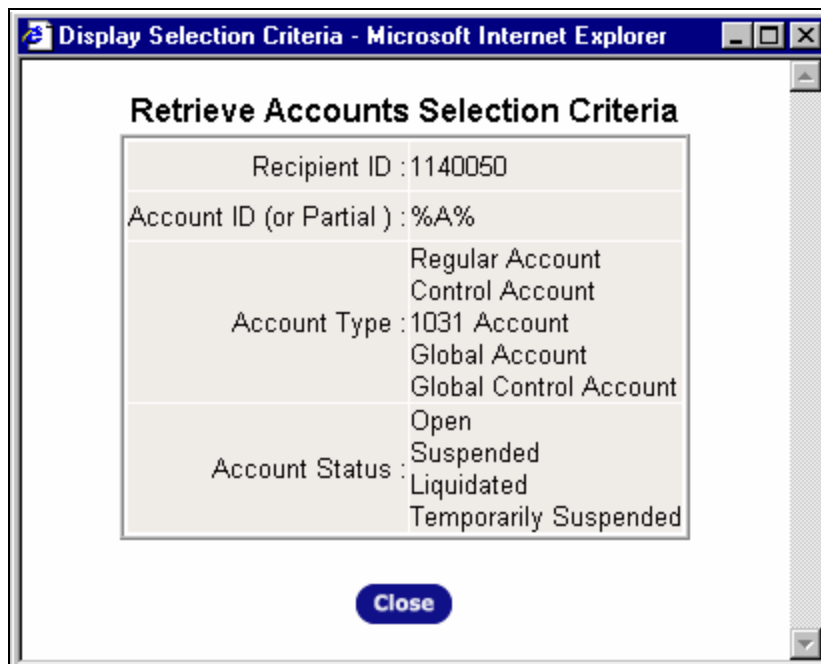 Display Selection Criteria - Microsoft Internet Explorer
Retrieve Accounts Selection Criteria
Recipient ID : 1140050
Account ID (or Partial ) : %A%
Account Type :
Regular Account
Control Account
1031 Account
Global Account
Global Control Account
Account Status :
Open
Suspended
Liquidated
Temporarily Suspended
Close